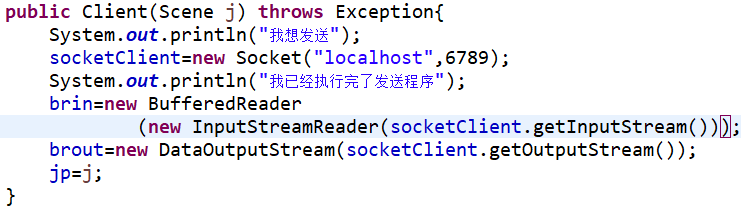 public Client(Scene j) throws Exception{
System.out.println("我想发送");
socketClient=new Socket("localhost",6789);
System.out.println("我已经执行完了发送程序");
brin=new BufferedReader
(new InputStreamReader(socketClient.getInputStream()));
brout=new DataOutputStream(socketClient.getOutputStream());
jp=j;
}